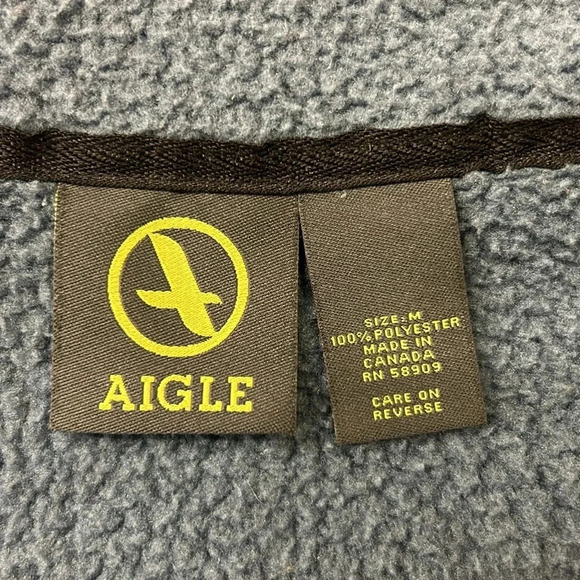 AIGLE
SIZE: M
100% POLYESTER
MADE IN
CANADA
RN 58909
CARE ON
REVERSE